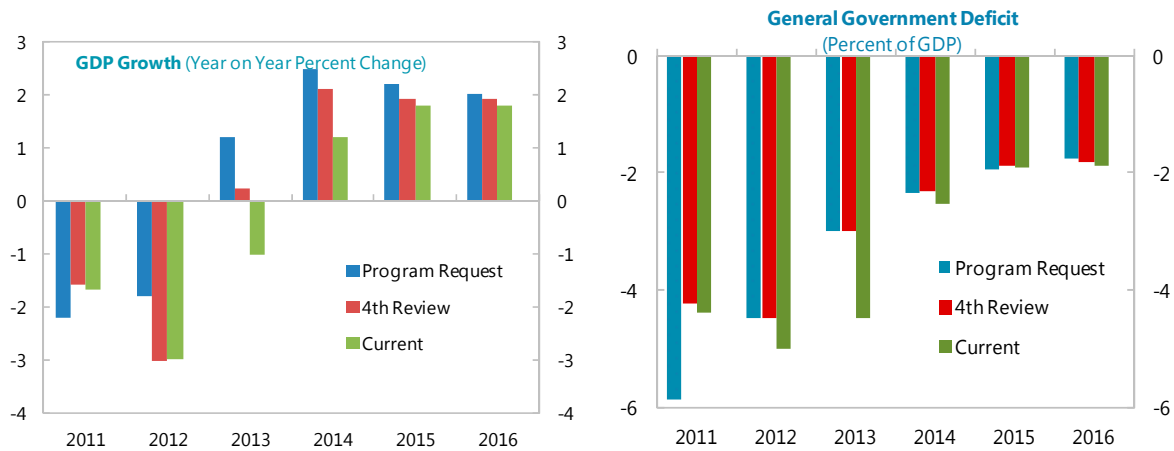 GDP Growth (Year on Year Percent Change)
3
2
1
0
-1
-2
-3
-4
3
2
1
0
-1
-2
-3
-4
Program Request
4th Review
Current
2011 2012 2013 2014 2015 2016
General Government Deficit
(Percent of GDP)
0
-2
-4
-6
0
-2
-4
-6
Program Request
4th Review
Current
2011 2012 2013 2014 2015 2016